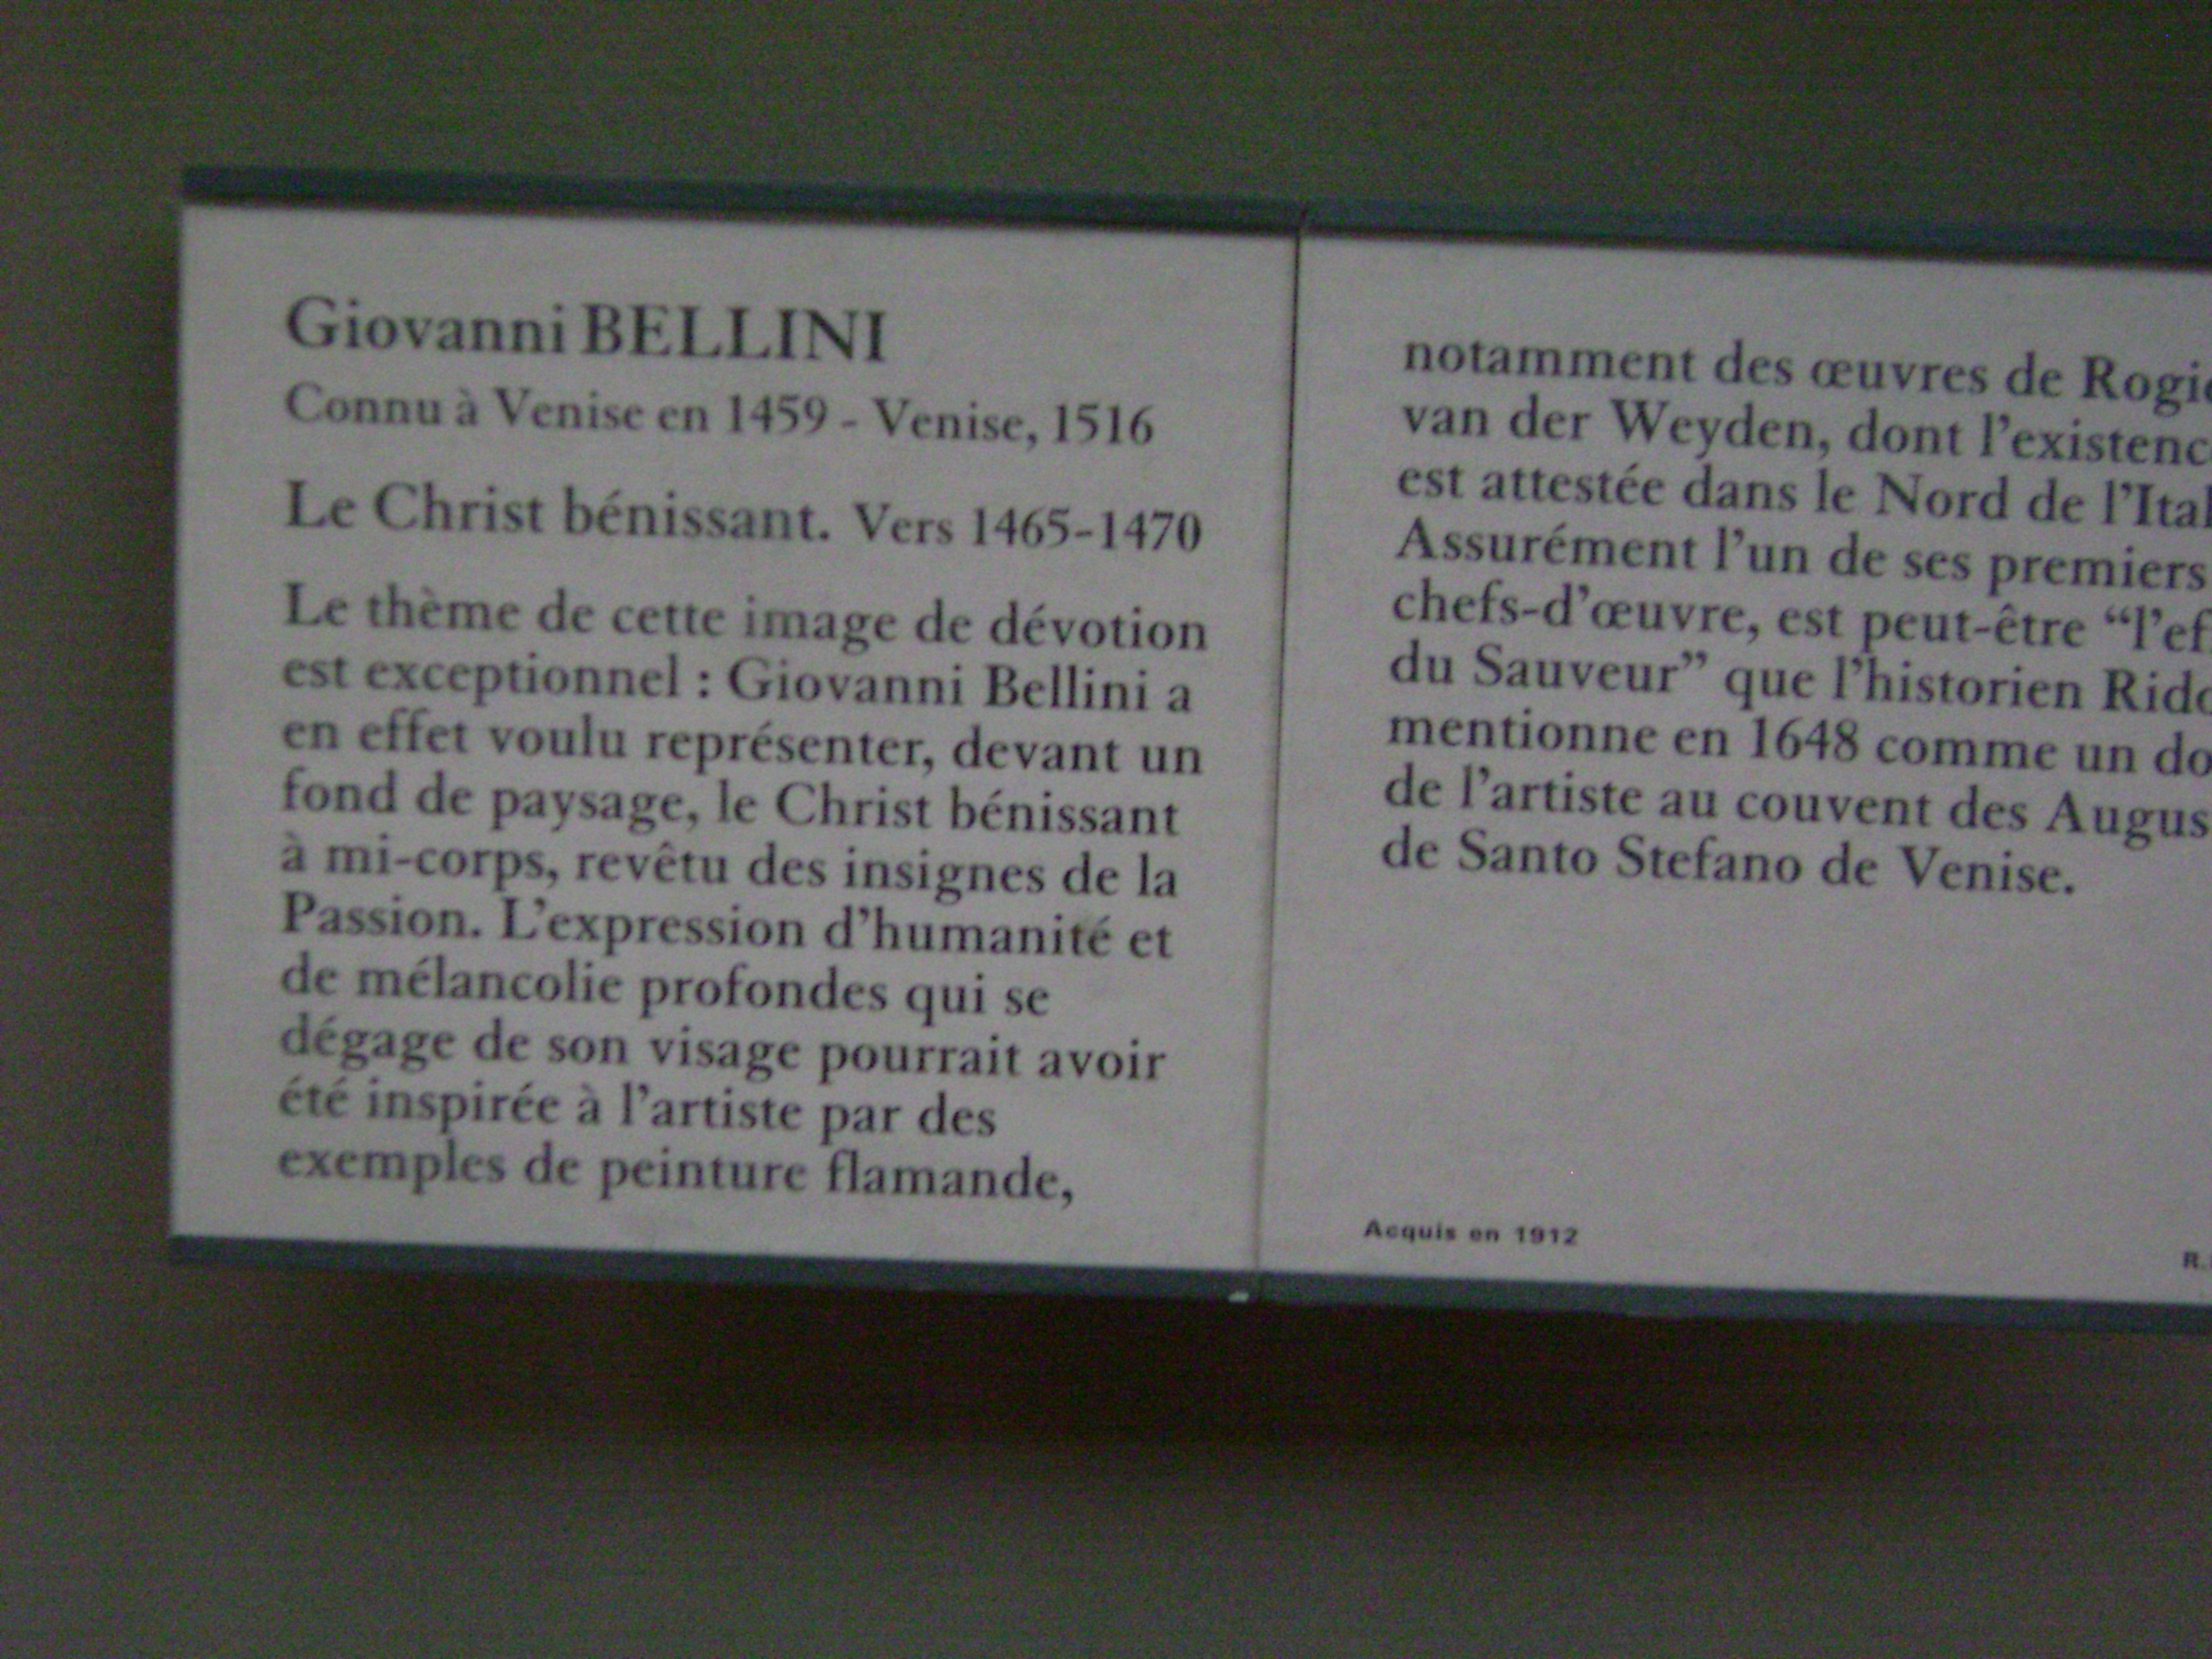 Giovanni BELLINI
Connu à Venise en 1459 - Venise, 1516
Le Christ bénissant. Vers 1465-1470
Le thème de cette image de dévotion
est exceptionnel : Giovanni Bellini a
en effet voulu représenter, devant un
fond de paysage, le Christ bénissant
à mi-corps, revêtu des insignes de la
Passion. L'expression d'humanité et
de mélancolie profondes qui se
dégage de son visage pourrait avoir
été inspirée à l'artiste par des
exemples de peinture flamande,
notamment des œuvres de
van der Weyden, dont
est attestée dans le Nord de
Assurément l'un de ses premiers
chefs-d'œuvre, est peut-être
du Sauveur" que l'historien
mentionne en 1648 comme un
de l'artiste au couvent des
de Santo Stefano de Venise.
Acquis en 1912